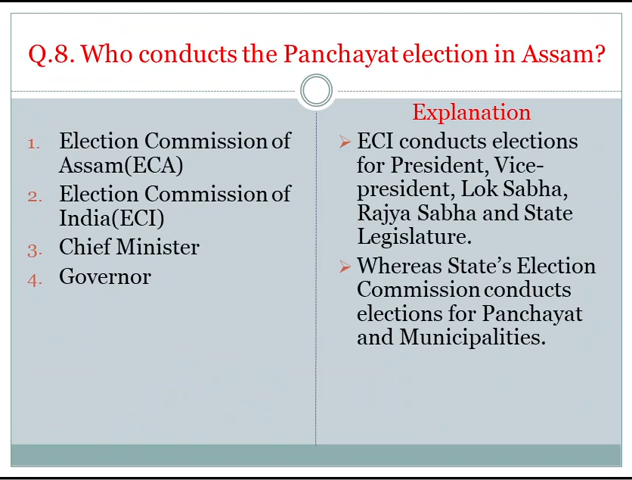 Q.8. Who conducts the Panchayat election in Assam?
1. Election Commission of
Assam(ECA)
2. Election Commission of
India(ECI)
3. Chief Minister
4. Governor
Explanation
➢ ECI conducts elections
for President, Vice-
president, Lok Sabha,
Rajya Sabha and State
Legislature.
➢ Whereas State's Election
Commission conducts
elections for Panchayat
and Municipalities.